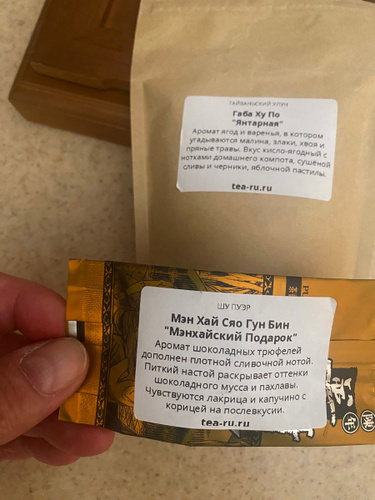 ТАЙВАНЬСКИЙ УЛУН
Габа Ху По
"Янтарная"
Аромат ягод и варенья, в котором
угадываются малина, злаки, хвоя и
пряные травы. Вкус кисло-ягодный с
нотками домашнего компота, сушёной
сливы и черники, яблочной пастилы.
tea-ru.ru
ШУ ПУЭР
Мэн Хай Сяо Гун Бин
"Мэнхайский Подарок"
Аромат шоколадных трюфелей
дополнен плотной сливочной нотой.
Питкий настой раскрывает оттенки
шоколадного мусса и пахлавы.
Чувствуются лакрица и капучино с
корицей на послевкусии.
tea-ru.ru